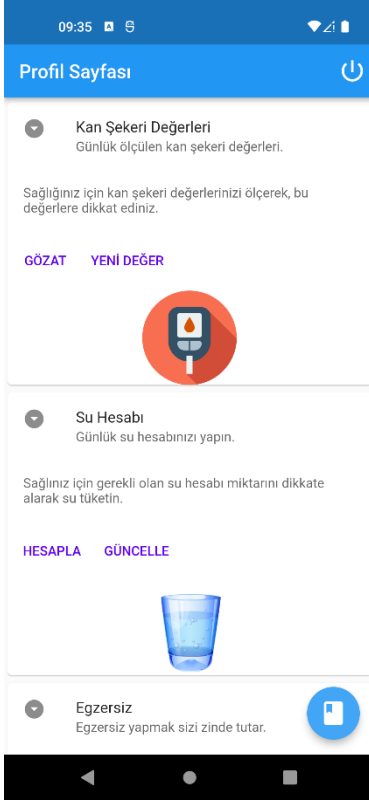 09:35
Profil Sayfası
Kan Şekeri Değerleri
Günlük ölçülen kan şekeri değerleri.
Sağlığınız için kan şekeri değerlerinizi ölçerek, bu
değerlere dikkat ediniz.
GÖZAT YENİ DEĞER
Su Hesabı
Günlük su hesabınızı yapın.
Sağlınız için gerekli olan su hesabı miktarını dikkate
alarak su tüketin.
HESAPLA GÜNCELLE
Egzersiz
Egzersiz yapmak sizi zinde tutar.